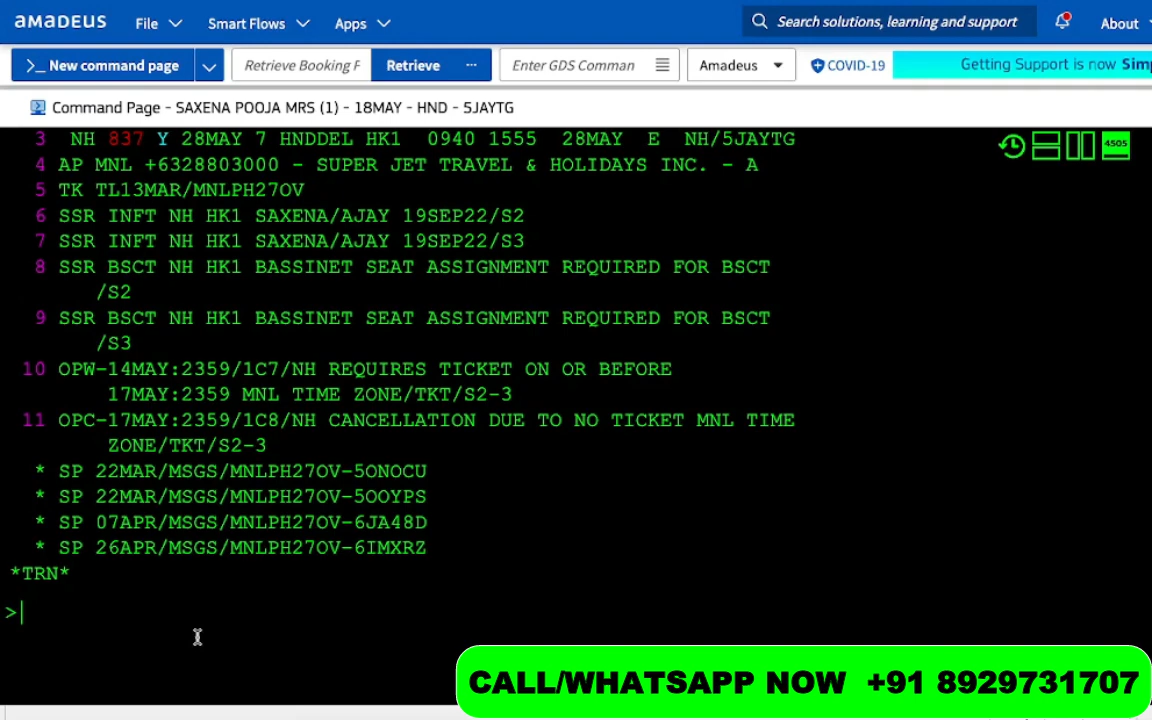 amadeus File Smart Flows Apps Search solutions, learning and support About
>_ New command page Retrieve Booking F Retrieve ... Enter GDS Comman Amadeus COVID-19 Getting Support is now Simp
Command Page - SAXENA POOJA MRS (1) - 18MAY - HND - 5JAYTG
3 NH 837 Y 28MAY 7 HNDDEL HK1 0940 1555 28MAY E NH/5JAYTG
4505
4 AP MNL +6328803000 - SUPER JET TRAVEL & HOLIDAYS INC. - A
5 TK TL13MAR/MNLPH27OV
6 SSR INFT NH HK1 SAXENA/AJAY 19SEP22/S2
7 SSR INFT NH HK1 SAXENA/AJAY 19SEP22/S3
8 SSR BSCT NH HK1 BASSINET SEAT ASSIGNMENT REQUIRED FOR BSCT
/S2
9 SSR BSCT NH HK1 BASSINET SEAT ASSIGNMENT REQUIRED FOR BSCT
/S3
10 OPW-14MAY:2359/1C7/NH REQUIRES TICKET ON OR BEFORE
17MAY:2359 MNL TIME ZONE/TKT/S2-3
11 OPC-17MAY:2359/1C8/NH CANCELLATION DUE TO NO TICKET MNL TIME
ZONE/TKT/S2-3
* SP 22MAR/MSGS/MNLPH27OV-5ONOCU
* SP 22MAR/MSGS/MNLPH27OV-5OOYPS
* SP 07APR/MSGS/MNLPH27OV-6JA48D
* SP 26APR/MSGS/MNLPH27OV-6IMXRZ
*TRN*
>
CALL/WHATSAPP NOW +91 8929731707